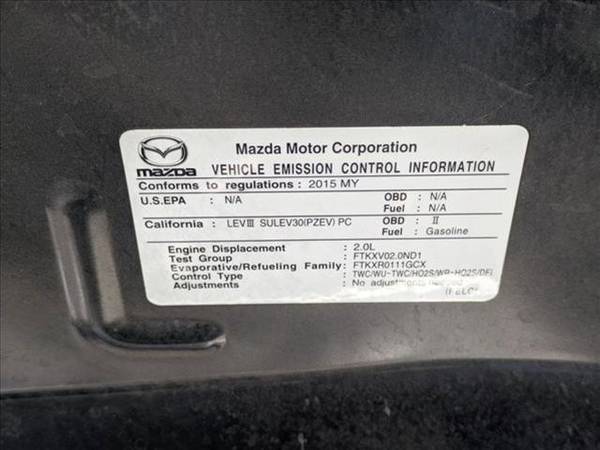 Mazda Motor Corporation
mazda VEHICLE EMISSION CONTROL INFORMATION
Conforms to regulations : 2015 MY
U.S.EPA : N/A OBD : N/A
Fuel : N/A
California : LEVⅢ SULEV30(PZEV) PC OBD : Ⅱ
Fuel : Gasoline
Engine Displacement : 2.0L
Test Group : FTKXV02.0ND1
Evaporative/Refueling Family: FTKXR0111GCX
Control Type : TWC/WU-TWC/HO2S/WR-HO2S/DFI
Adjustments : No adjustments needed